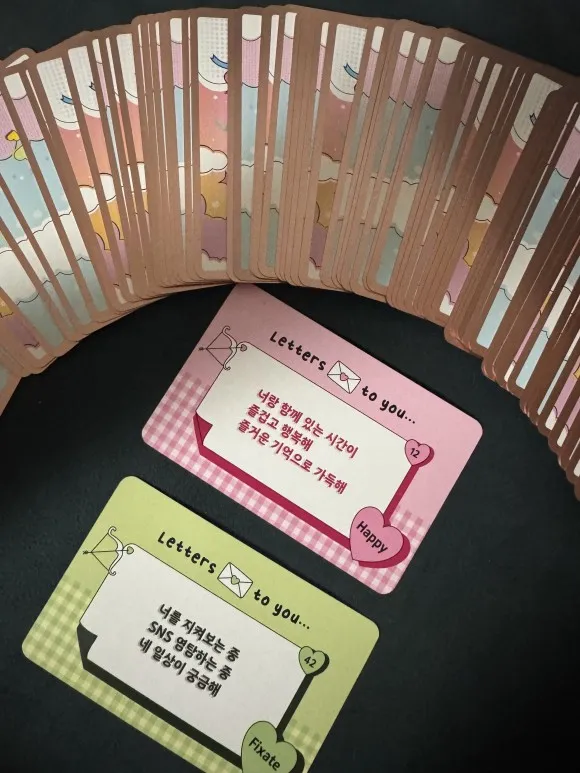 Letters to you...
너랑 함께 있는 시간이
즐겁고 행복해
즐거운 기억으로 가득해
12
Happy
Letters to you...
너를 지켜보는 중
SNS 염탐하는 중
네 일상이 궁금해
42
Fixate